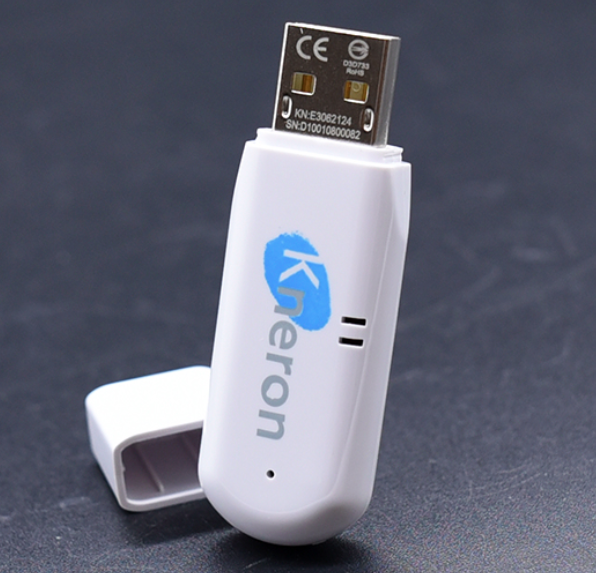 CE
D3D733
RoHS
KN:E3062124
SN:D10010800082
Kneron